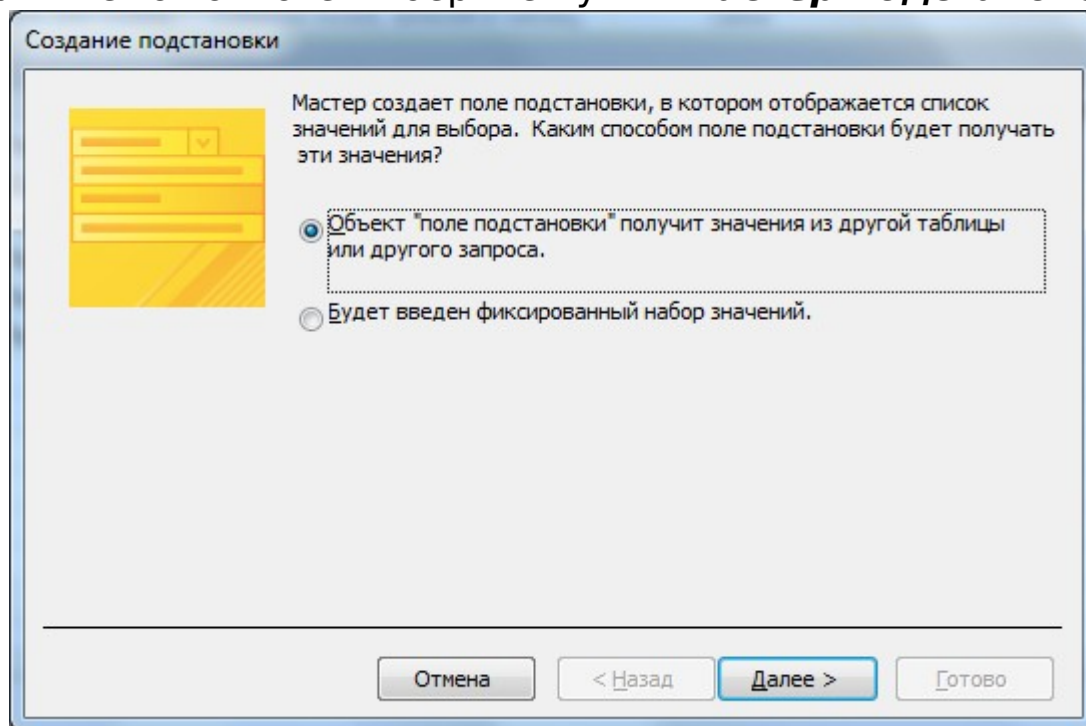 Создание подстановки
Мастер создает поле подстановки, в котором отображается список
значений для выбора. Каким способом поле подстановки будет получать
эти значения?
Объект "поле подстановки" получит значения из другой таблицы
или другого запроса.
Будет введен фиксированный набор значений.
Отмена
< Назад
Далее >
Готово